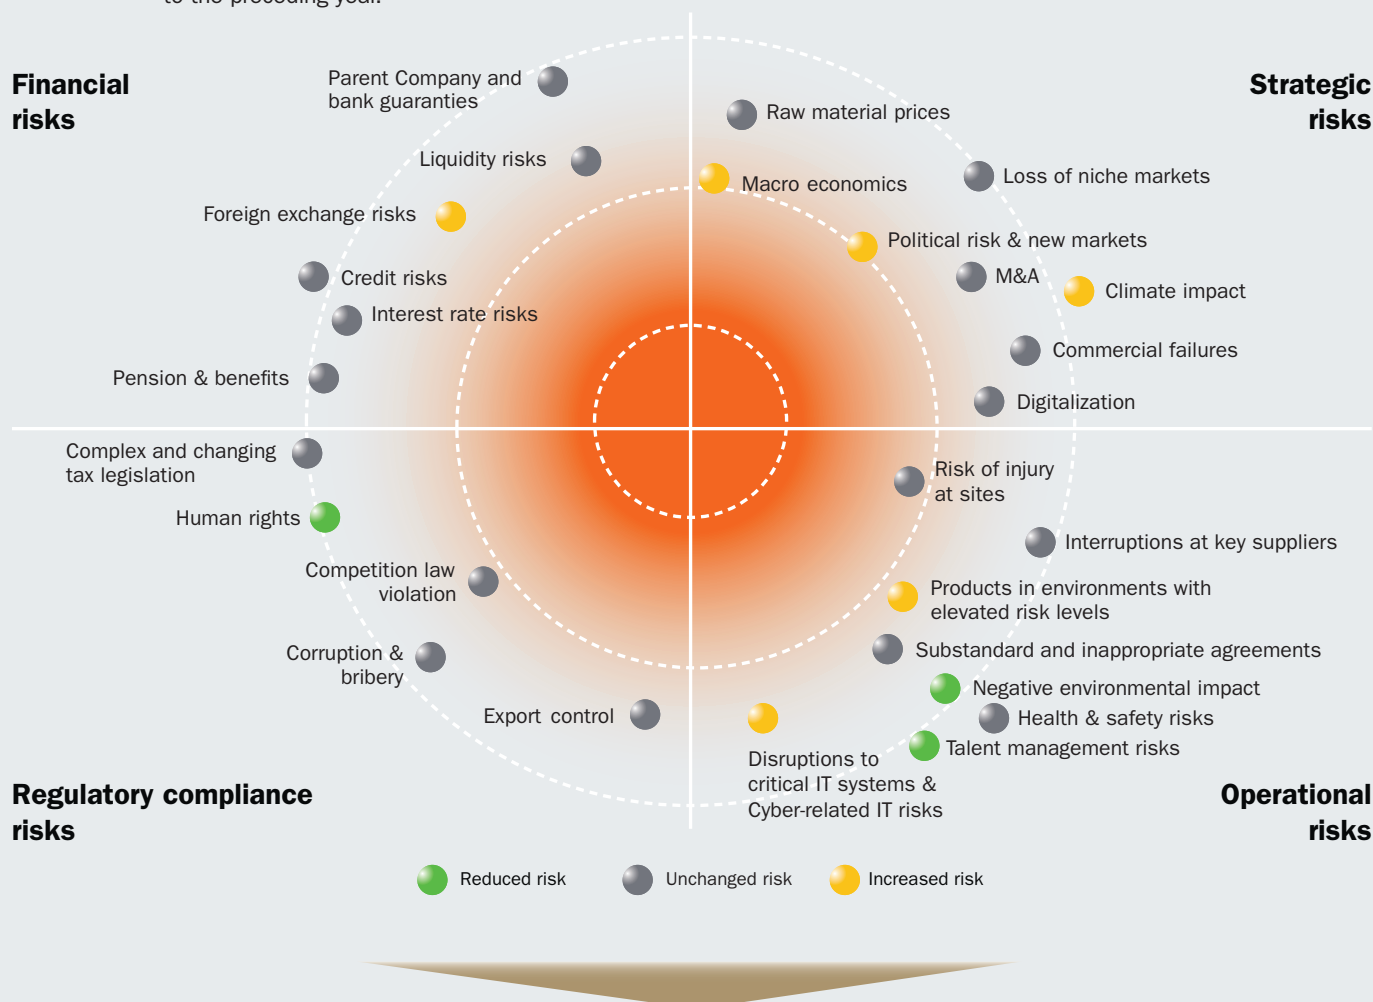 to the preceding year.
Financial
risks
Strategic
risks
Parent Company and
bank guaranties
Liquidity risks
Foreign exchange risks
Credit risks
Interest rate risks
Pension & benefits
Raw material prices
Macro economics
Loss of niche markets
Political risk & new markets
M&A
Climate impact
Commercial failures
Digitalization
Complex and changing
tax legislation
Human rights
Competition law
violation
Corruption &
bribery
Export control
Risk of injury
at sites
Interruptions at key suppliers
Products in environments with
elevated risk levels
Substandard and inappropriate agreements
Negative environmental impact
Health & safety risks
Talent management risks
Disruptions to
critical IT systems &
Cyber-related IT risks
Regulatory compliance
risks
Operational
risks
Reduced risk
Unchanged risk
Increased risk